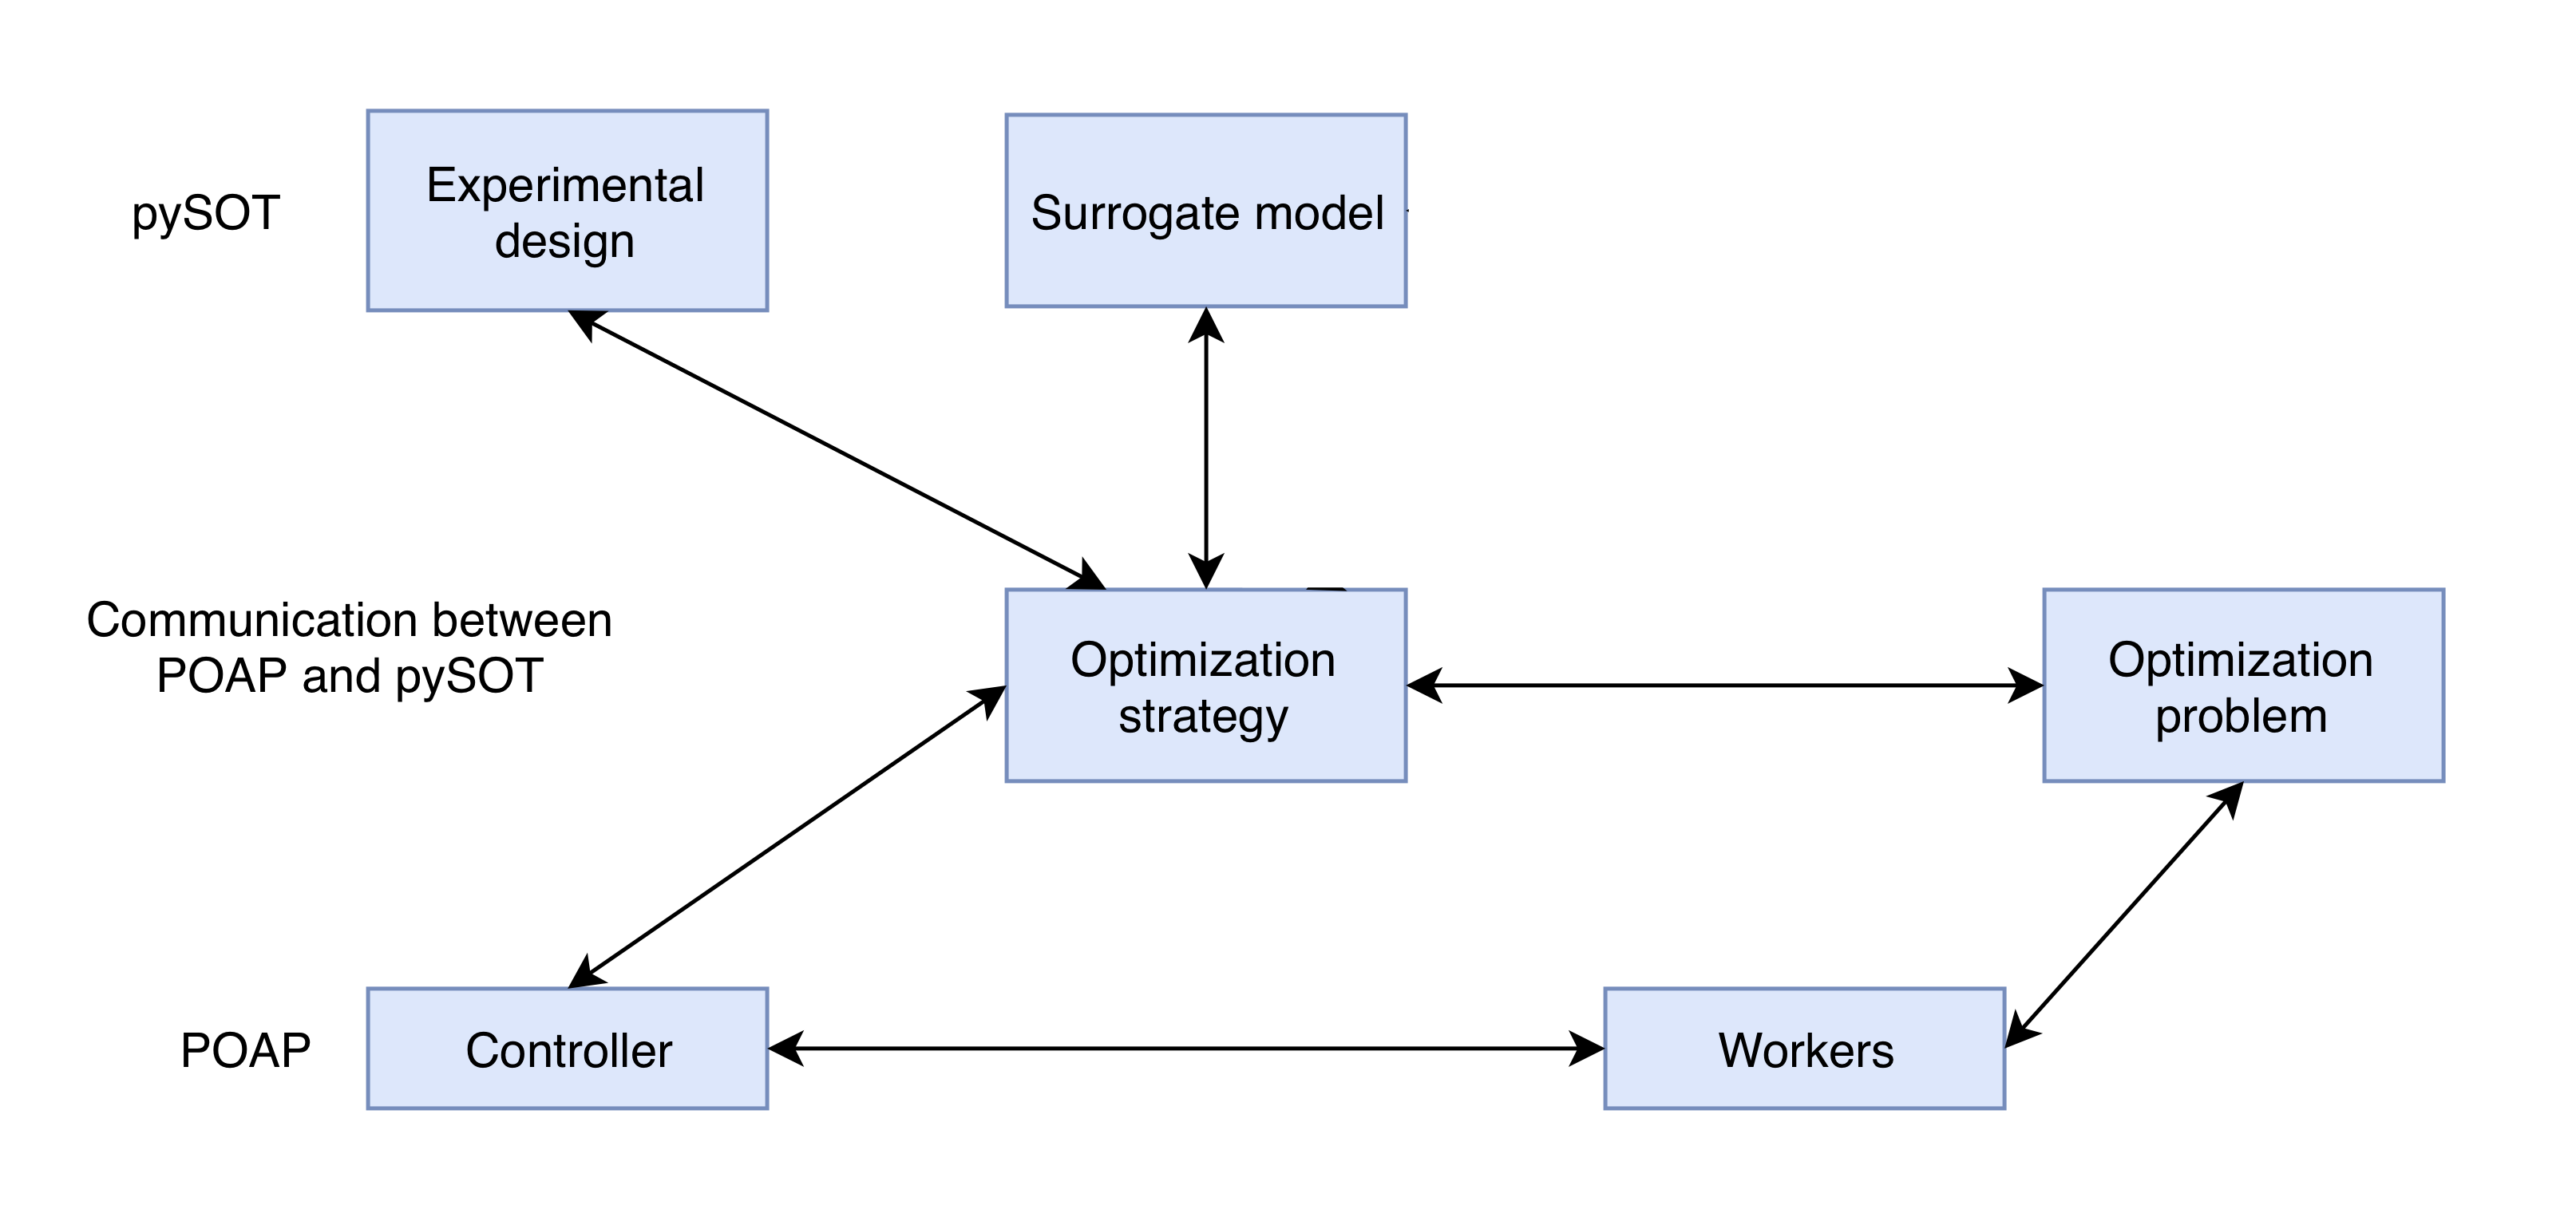 pySOT
Experimental
design
Surrogate model
Communication between
POAP and pySOT
Optimization
strategy
Optimization
problem
POAP
Controller
Workers